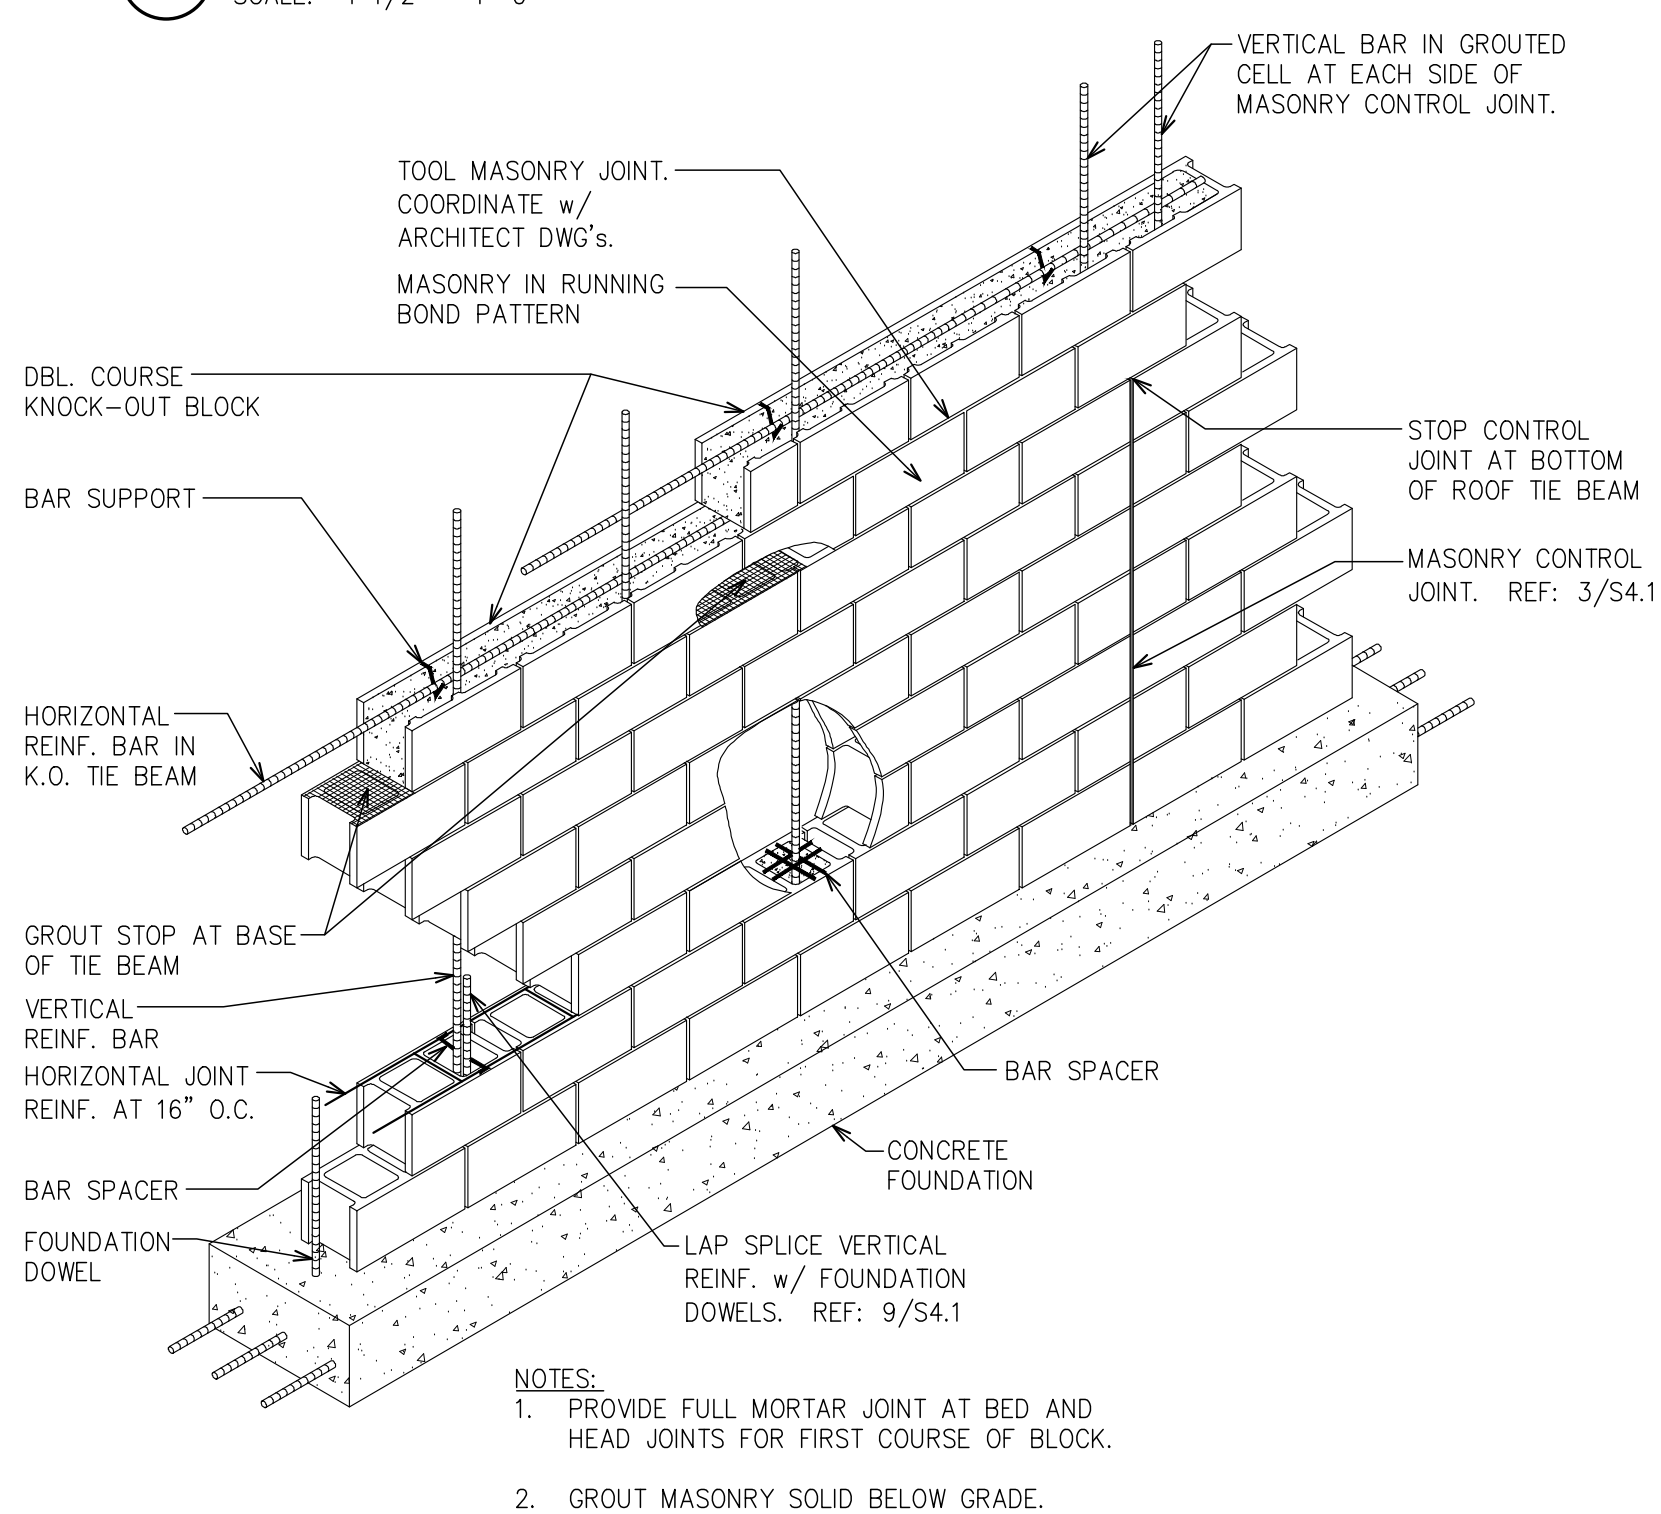 VERTICAL BAR IN GROUTED
CELL AT EACH SIDE OF
MASONRY CONTROL JOINT.
TOOL MASONRY JOINT.
COORDINATE w/
ARCHITECT DWG's.
MASONRY IN RUNNING
BOND PATTERN
DBL. COURSE
KNOCK-OUT BLOCK
STOP CONTROL
JOINT AT BOTTOM
OF ROOF TIE BEAM
BAR SUPPORT
MASONRY CONTROL
JOINT. REF: 3/S4.1
HORIZONTAL
REINF. BAR IN
K.O. TIE BEAM
GROUT STOP AT BASE
OF TIE BEAM
VERTICAL
REINF. BAR
HORIZONTAL JOINT
REINF. AT 16" O.C.
BAR SPACER
BAR SPACER
CONCRETE
FOUNDATION
FOUNDATION
DOWEL
LAP SPLICE VERTICAL
REINF. w/ FOUNDATION
DOWELS. REF: 9/S4.1
NOTES:
1. PROVIDE FULL MORTAR JOINT AT BED AND
HEAD JOINTS FOR FIRST COURSE OF BLOCK.
2. GROUT MASONRY SOLID BELOW GRADE.